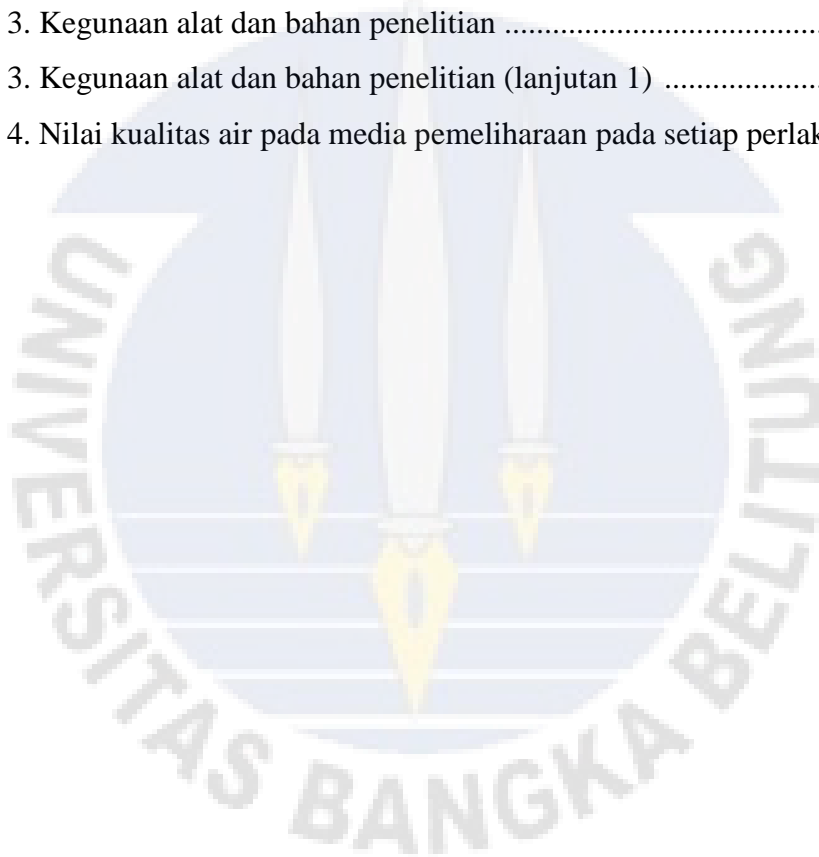 3. Kegunaan alat dan bahan penelitian ....................................
3. Kegunaan alat dan bahan penelitian (lanjutan 1) ....................
4. Nilai kualitas air pada media pemeliharaan pada setiap perlak
UNIVERSITAS BANGKA BELITUNG